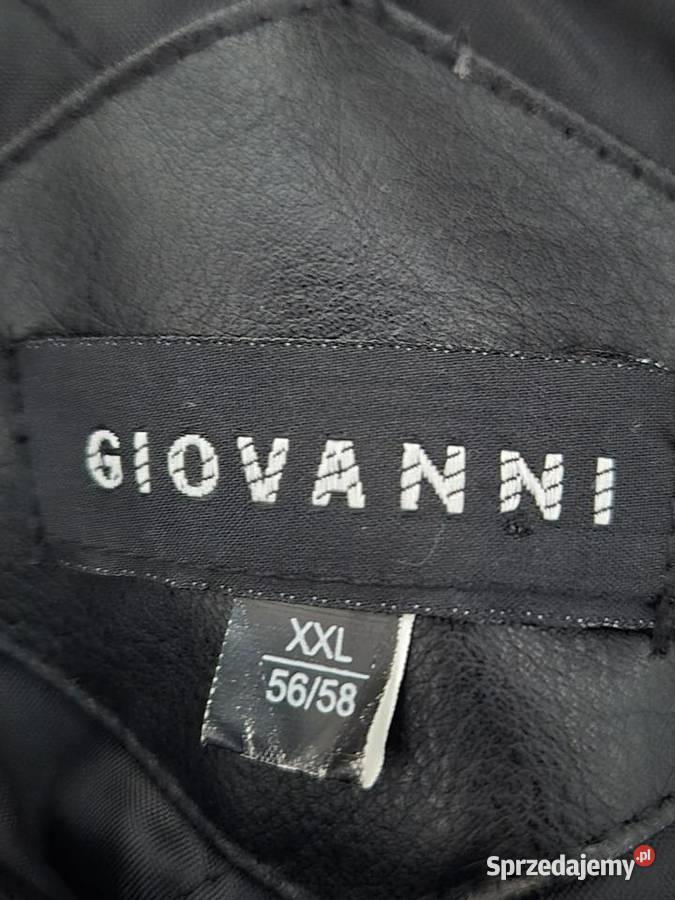 GIOVANNI
XXL
56/58
Sprzedajemy.pl